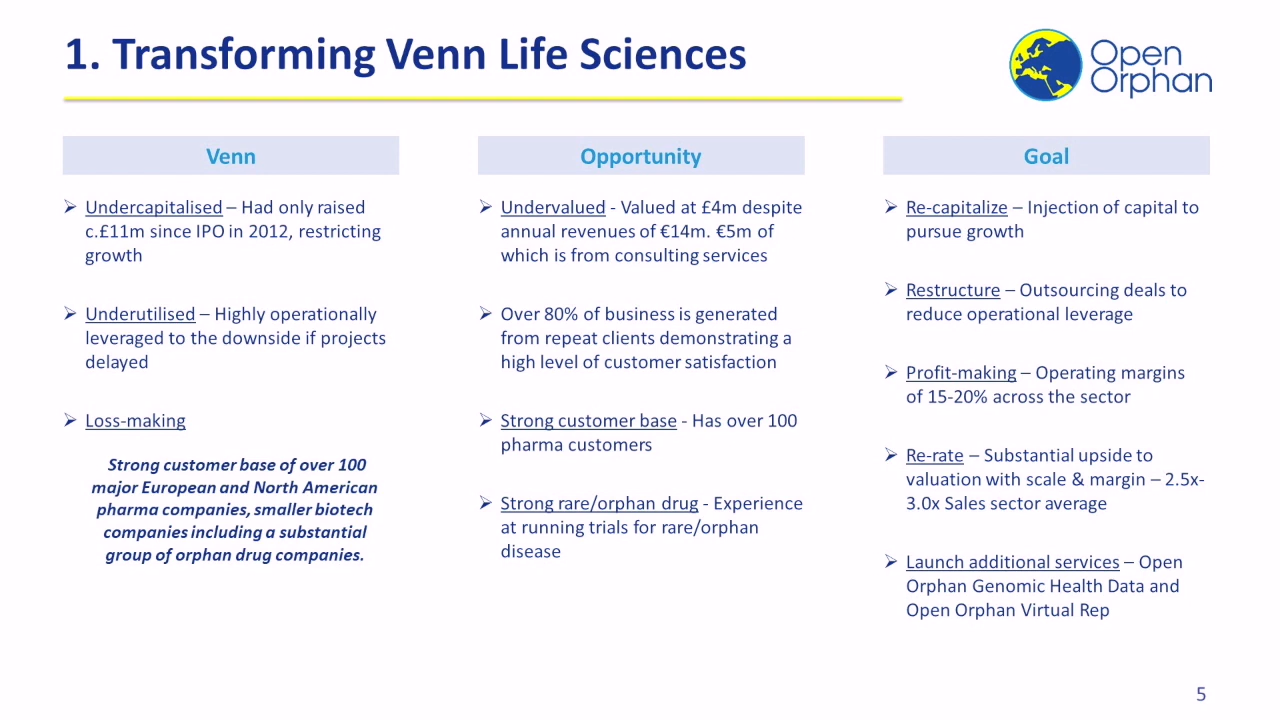 1. Transforming Venn Life Sciences
Open
Orphan
Venn
➢ Undercapitalised – Had only raised
c.£11m since IPO in 2012, restricting
growth
➢ Underutilised – Highly operationally
leveraged to the downside if projects
delayed
➢ Loss-making
Strong customer base of over 100
major European and North American
pharma companies, smaller biotech
companies including a substantial
group of orphan drug companies.
Opportunity
➢ Undervalued - Valued at £4m despite
annual revenues of €14m. €5m of
which is from consulting services
➢ Over 80% of business is generated
from repeat clients demonstrating a
high level of customer satisfaction
➢ Strong customer base - Has over 100
pharma customers
➢ Strong rare/orphan drug - Experience
at running trials for rare/orphan
disease
Goal
➢ Re-capitalize – Injection of capital to
pursue growth
➢ Restructure – Outsourcing deals to
reduce operational leverage
➢ Profit-making – Operating margins
of 15-20% across the sector
➢ Re-rate – Substantial upside to
valuation with scale & margin – 2.5x-
3.0x Sales sector average
➢ Launch additional services – Open
Orphan Genomic Health Data and
Open Orphan Virtual Rep
5